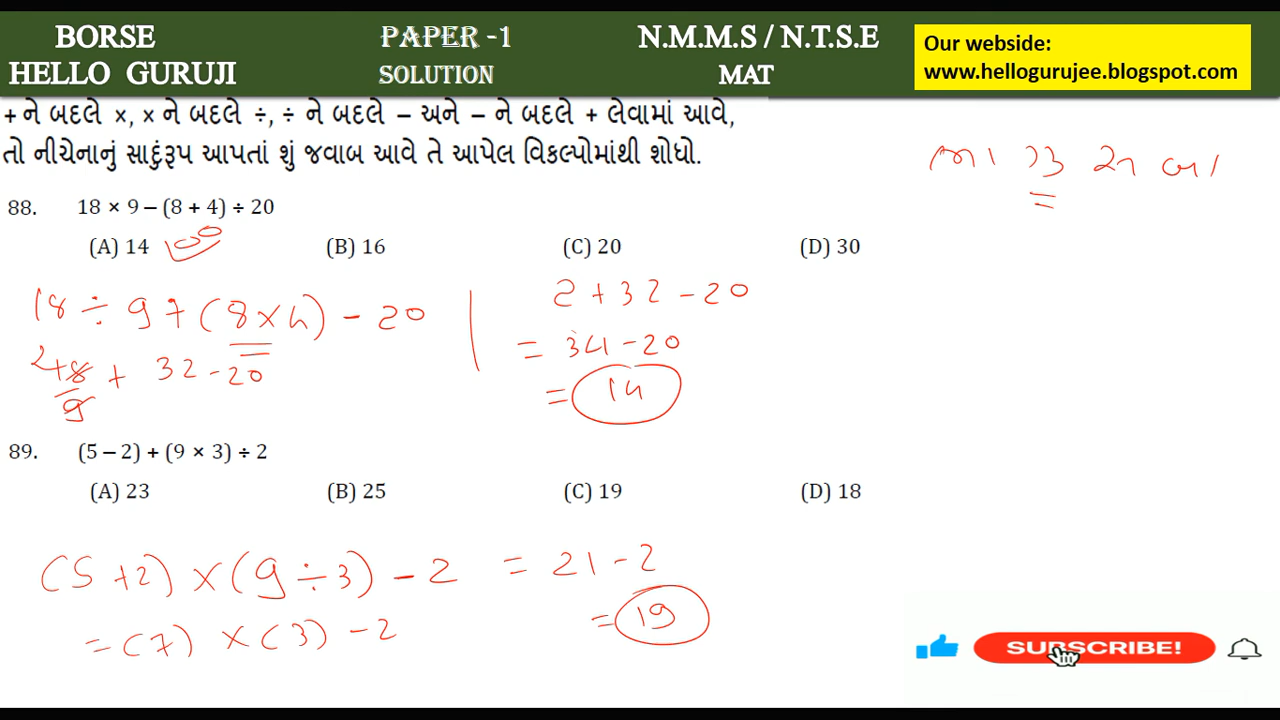 BORSE
HELLO GURUJI
PAPER -1
SOLUTION
N.M.M.S / N.T.S.E
MAT
Our webside:
www.hellogurujee.blogspot.com
+ ને બદલે ×, × ને બદલે ÷, ÷ ને બદલે – અને – ને બદલે + લેવામાં આવે,
તો નીચેનાનું સાદુંરૂપ આપતાં શું જવાબ આવે તે આપેલ વિકલ્પોમાંથી શોધો.
88. 18 × 9 – (8 + 4) ÷ 20
(A) 14 (B) 16 (C) 20 (D) 30
18 ÷ 9 + (8 × 4) - 20
2 18/9 + 32 - 20
2 + 32 - 20
= 34 - 20
= 14
89. (5 – 2) + (9 × 3) ÷ 2
(A) 23 (B) 25 (C) 19 (D) 18
(5 + 2) × (9 ÷ 3) - 2
= (7) × (3) - 2
= 21 - 2
= 19
SUBSCRIBE!